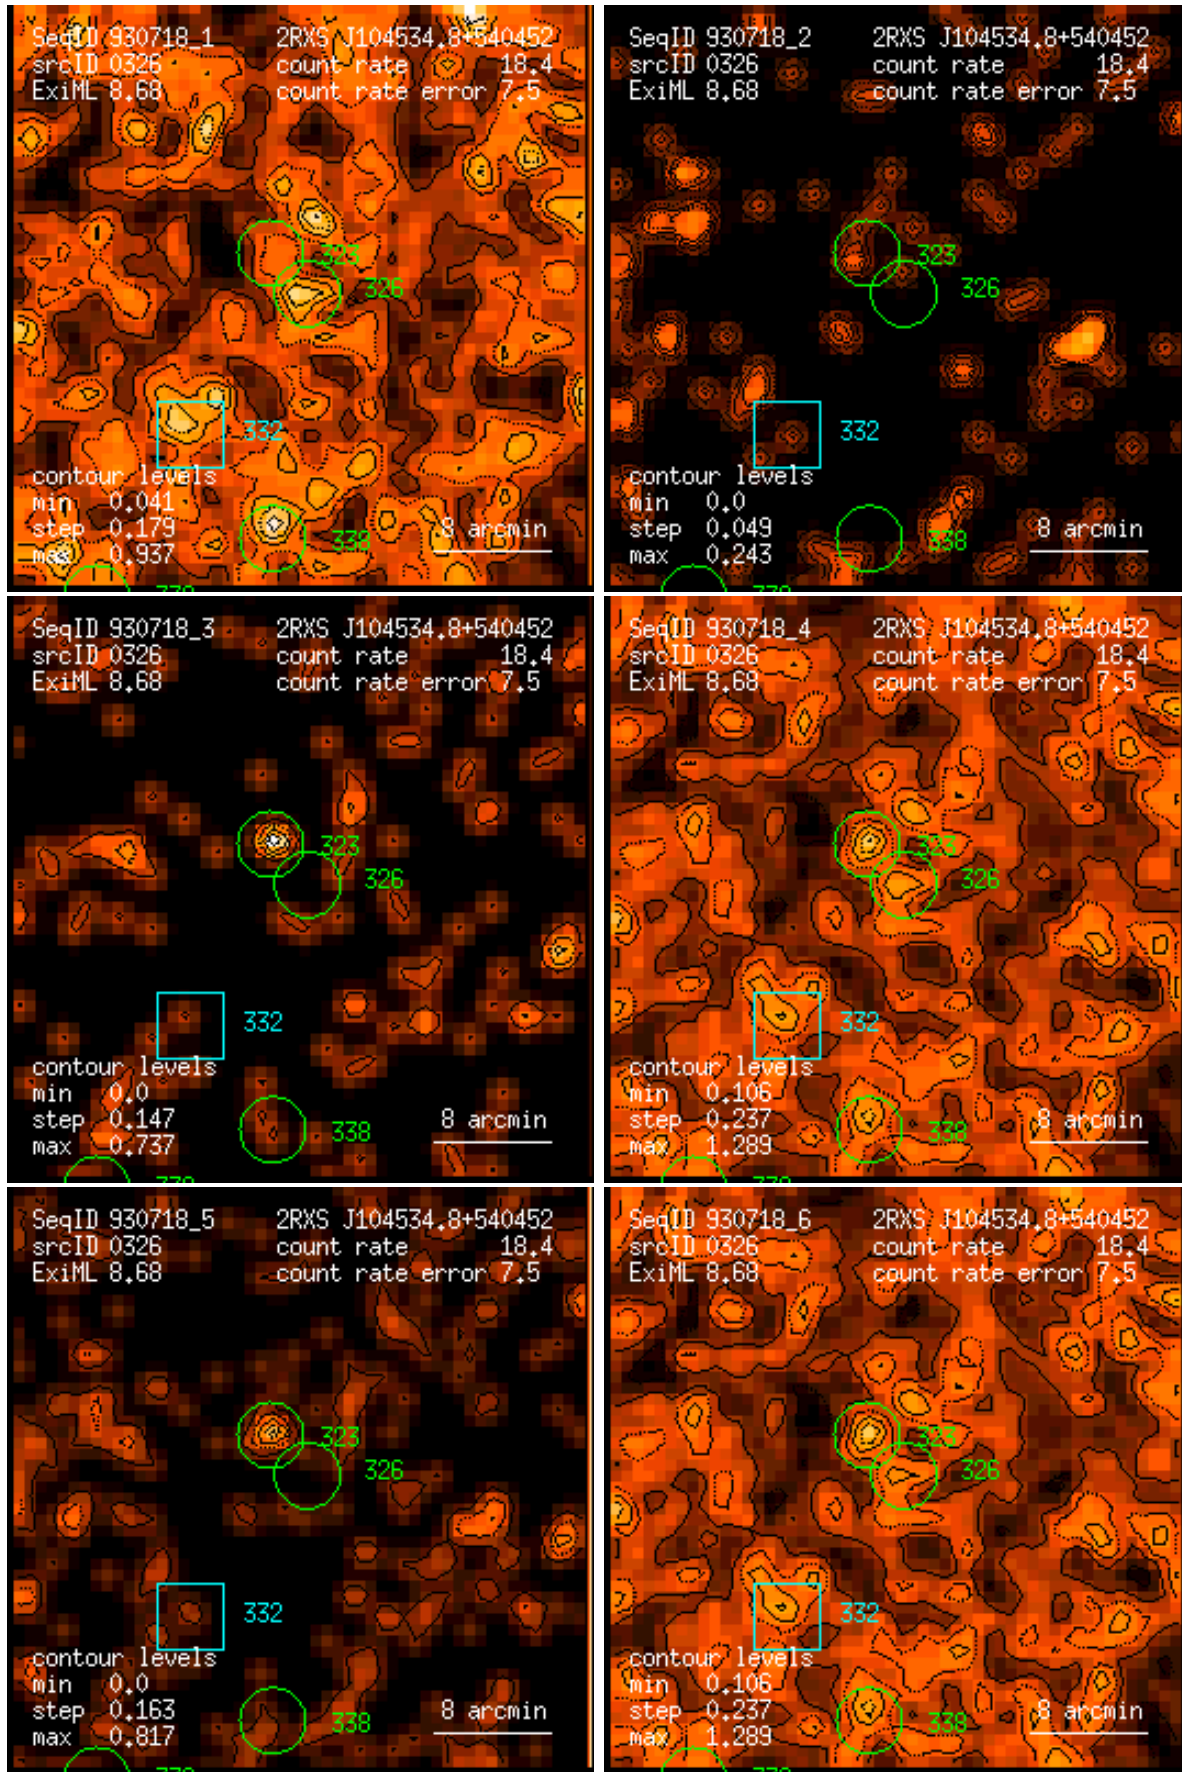 SeqID 930718_1 2RXS J104534.8+540452
srcID 0326 count rate 18.4
ExiML 8.68 count rate error 7.5
323
326
332
contour levels
min 0.041
step 0.179 338 8 arcmin
max 0.937
SeqID 930718_2 2RXS J104534.8+540452
srcID 0326 count rate 18.4
ExiML 8.68 count rate error 7.5
323
326
332
contour levels
min 0.0
step 0.049 338 8 arcmin
max 0.243
SeqID 930718_3 2RXS J104534.8+540452
srcID 0326 count rate 18.4
ExiML 8.68 count rate error 7.5
323
326
332
contour levels
min 0.0
step 0.147 338 8 arcmin
max 0.737
SeqID 930718_4 2RXS J104534.8+540452
srcID 0326 count rate 18.4
ExiML 8.68 count rate error 7.5
323
326
332
contour levels
min 0.106
step 0.237 338 8 arcmin
max 1.289
SeqID 930718_5 2RXS J104534.8+540452
srcID 0326 count rate 18.4
ExiML 8.68 count rate error 7.5
323
326
332
contour levels
min 0.0
step 0.163 338 8 arcmin
max 0.817
SeqID 930718_6 2RXS J104534.8+540452
srcID 0326 count rate 18.4
ExiML 8.68 count rate error 7.5
323
326
332
contour levels
min 0.106
step 0.237 338 8 arcmin
max 1.289